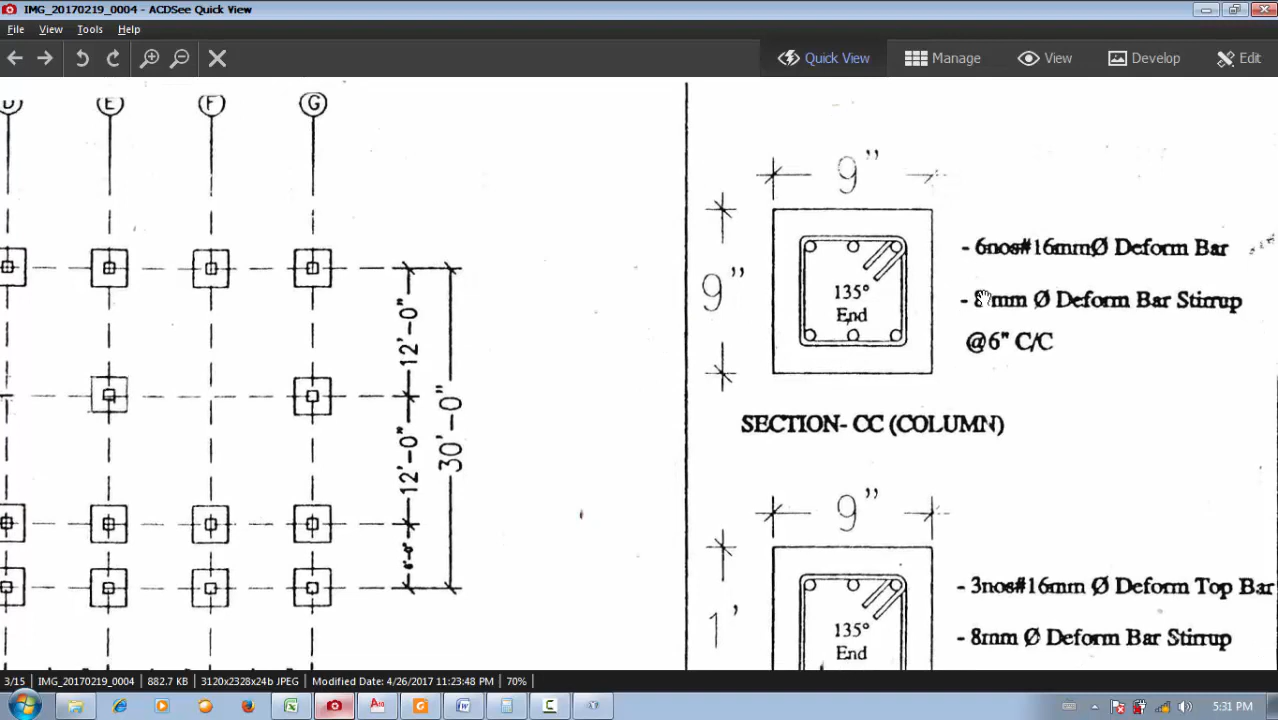 IMG_20170219_0004 - ACDSee Quick View
File View Tools Help
Quick View Manage View Develop Edit
D E F G
9"
9"
135°
End
- 6nos#16mmØ Deform Bar
- 8mm Ø Deform Bar Stirrup
@6" C/C
12'-0"
12'-0"
6'-0"
30'-0"
SECTION- CC (COLUMN)
9"
1'
135°
End
- 3nos#16mm Ø Deform Top Bar
- 8mm Ø Deform Bar Stirrup
3/15 IMG_20170219_0004 882.7 KB 3120x2328x24b JPEG Modified Date: 4/26/2017 11:23:48 PM 70%
5:31 PM